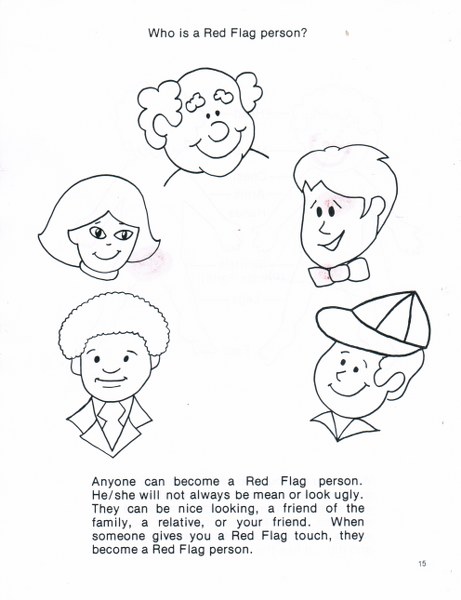 Who is a Red Flag person?
Anyone can become a Red Flag person.
He/she will not always be mean or look ugly.
They can be nice looking, a friend of the
family, a relative, or your friend. When
someone gives you a Red Flag touch, they
become a Red Flag person.
15